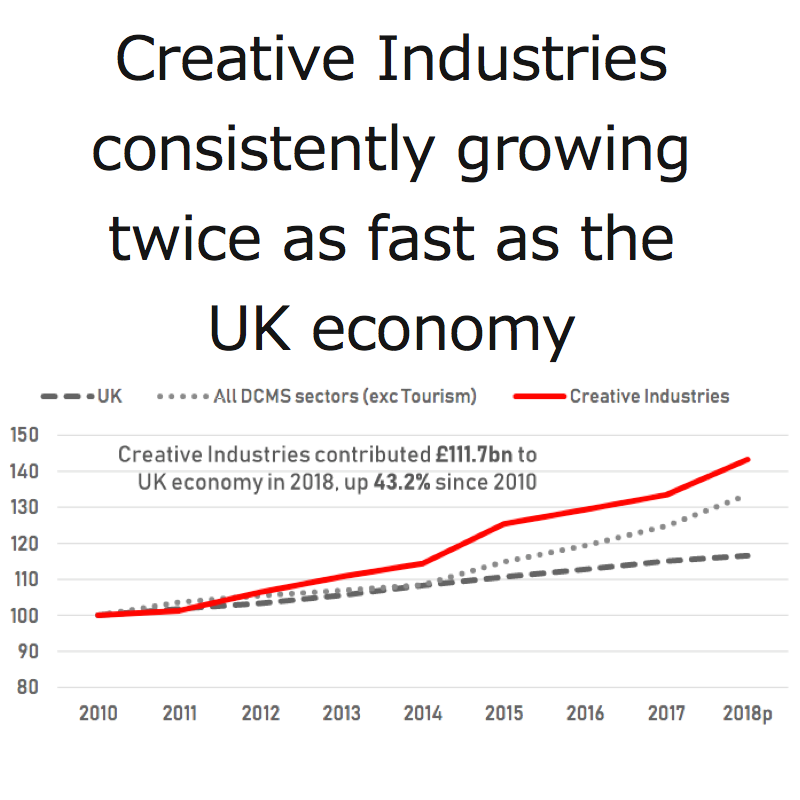 Creative Industries
consistently growing
twice as fast as the
UK economy
UK All DCMS sectors (exc Tourism) Creative Industries
Creative Industries contributed £111.7bn to
UK economy in 2018, up 43.2% since 2010
150
140
130
120
110
100
90
80
2010 2011 2012 2013 2014 2015 2016 2017 2018p